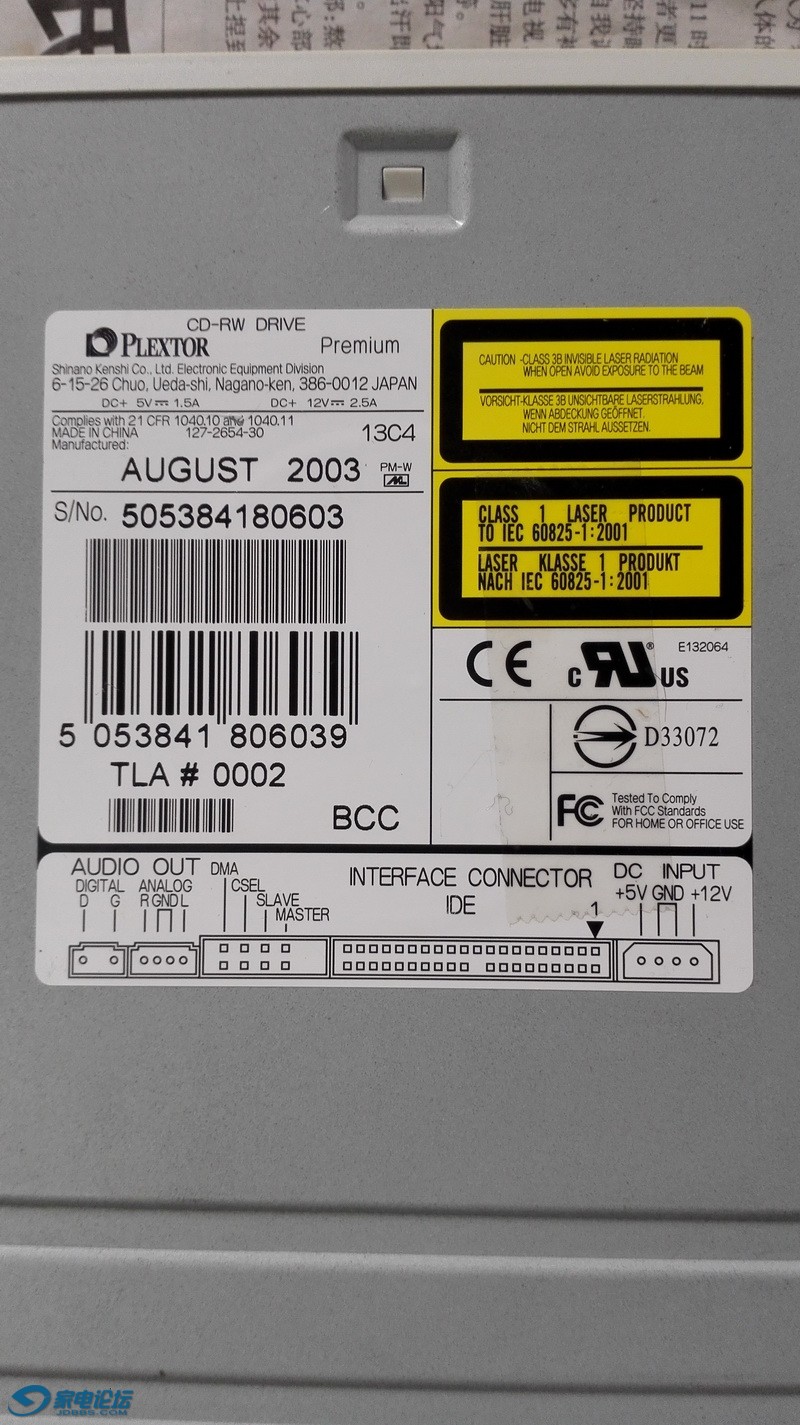 CD-RW DRIVE
PLEXTOR
Premium
Shinano Kenshi Co., Ltd. Electronic Equipment Division
6-15-26 Chuo, Ueda-shi, Nagano-ken, 386-0012 JAPAN
DC+ 5V⎓ 1.5A DC+ 12V⎓ 2.5A
Complies with 21 CFR 1040.10 and 1040.11
MADE IN CHINA 127-2654-30
Manufactured:
13C4
AUGUST 2003
PM-W
S/No. 505384180603
5 053841 806039
TLA # 0002
BCC
CAUTION -CLASS 3B INVISIBLE LASER RADIATION
WHEN OPEN AVOID EXPOSURE TO THE BEAM
VORSICHT-KLASSE 3B UNSICHTBARE LASERSTRAHLUNG,
WENN ABDECKUNG GEÖFFNET.
NICHT DEM STRAHL AUSSETZEN.
CLASS 1 LASER PRODUCT
TO IEC 60825-1:2001
LASER KLASSE 1 PRODUKT
NACH IEC 60825-1:2001
CE
E132064
c RU ® US
D33072
FC
Tested To Comply
With FCC Standards
FOR HOME OR OFFICE USE
AUDIO OUT
DIGITAL ANALOG
D G R GND L
DMA
CSEL
SLAVE
MASTER
INTERFACE CONNECTOR
IDE
1
DC INPUT
+5V GND +12V
家电论坛
JDBBS.COM